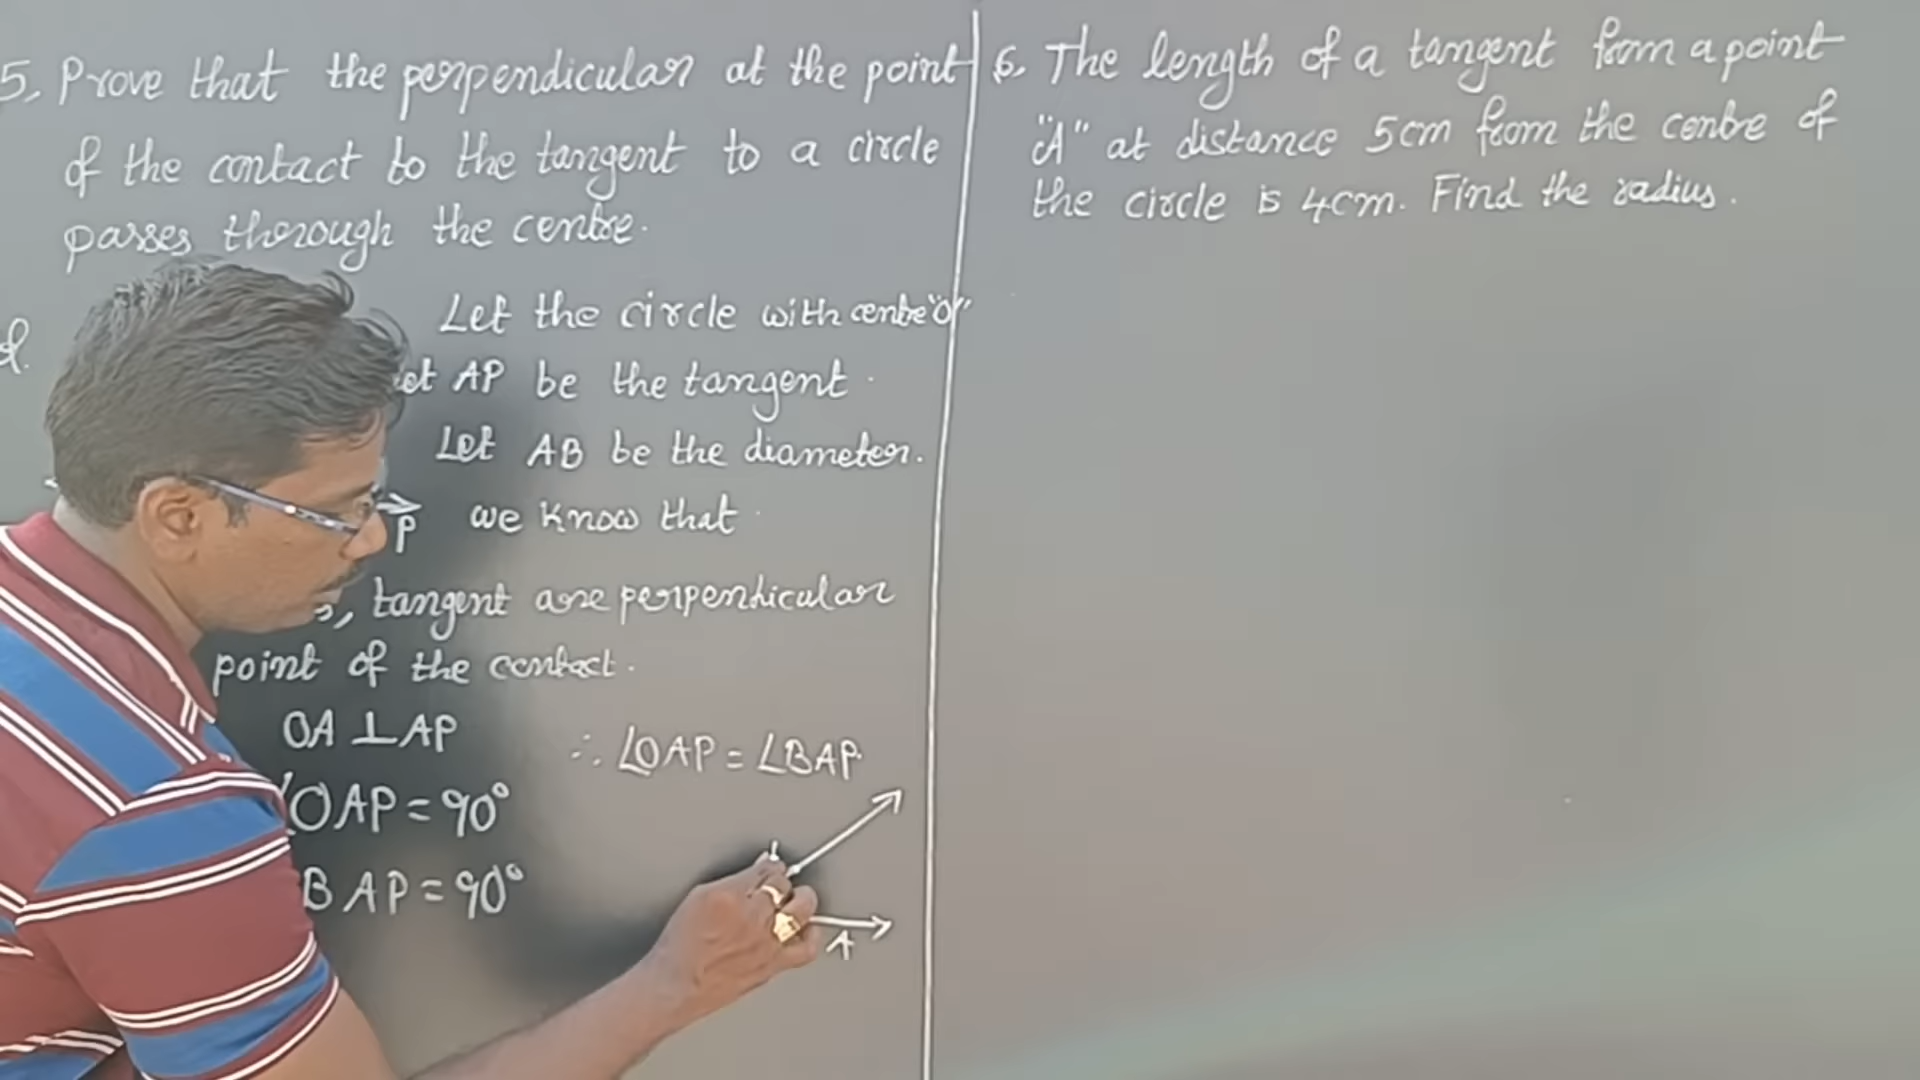 5. Prove that the perpendicular at the point
of the contact to the tangent to a circle
passes thorough the centre.
Let the circle with centre "O"
AP be the tangent.
Let AB be the diameter.
P we know that
tangent are perpendicular
point of the contact.
OA ⊥ AP
∠OAP = 90°
BAP = 90°
∴ ∠OAP = ∠BAP.
A
6. The length of a tangent from a point
"A" at distance 5cm from the centre of
the circle is 4cm. Find the radius.